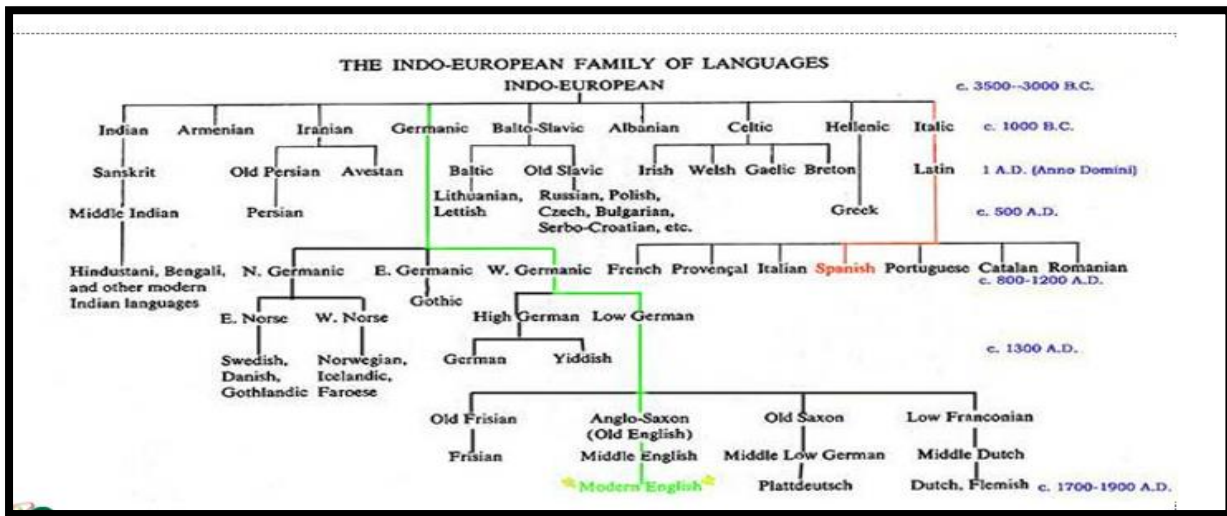 THE INDO-EUROPEAN FAMILY OF LANGUAGES
INDO-EUROPEAN
c. 3500--3000 B.C.
Indian Armenian Iranian Germanic Balto-Slavic Albanian Celtic Hellenic Italic c. 1000 B.C.
Sanskrit Old Persian Avestan Baltic Old Slavic Irish Welsh Gaelic Breton Latin 1 A.D. (Anno Domini)
Lithuanian, Russian, Polish,
Middle Indian Persian Lettish Czech, Bulgarian, Greek c. 500 A.D.
Serbo-Croatian, etc.
Hindustani, Bengali, N. Germanic E. Germanic W. Germanic French Provençal Italian Spanish Portuguese Catalan Romanian
and other modern c. 800-1200 A.D.
Indian languages Gothic
E. Norse W. Norse High German Low German
c. 1300 A.D.
Swedish, Norwegian, German Yiddish
Danish, Icelandic,
Gothlandic Faroese
Old Frisian Anglo-Saxon Old Saxon Low Franconian
(Old English)
Frisian Middle English Middle Low German Middle Dutch
*Modern English* Plattdeutsch Dutch, Flemish c. 1700-1900 A.D.